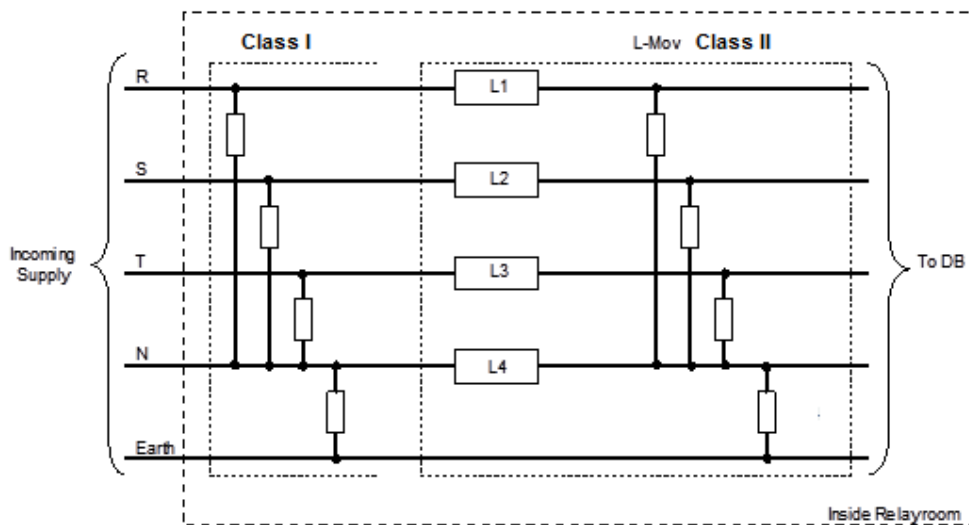 Class I
L-Mov Class II
R
L1
S
L2
Incoming
Supply
T
L3
To DB
N
L4
Earth
Inside Relayroom